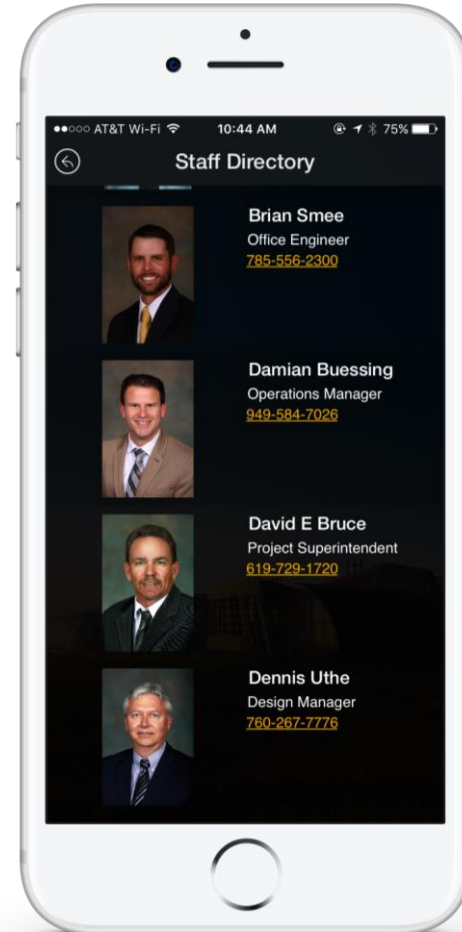 AT&T Wi-Fi 10:44 AM 75%
Staff Directory
Brian Smee
Office Engineer
785-556-2300
Damian Buessing
Operations Manager
949-584-7026
David E Bruce
Project Superintendent
619-729-1720
Dennis Uthe
Design Manager
760-267-7776